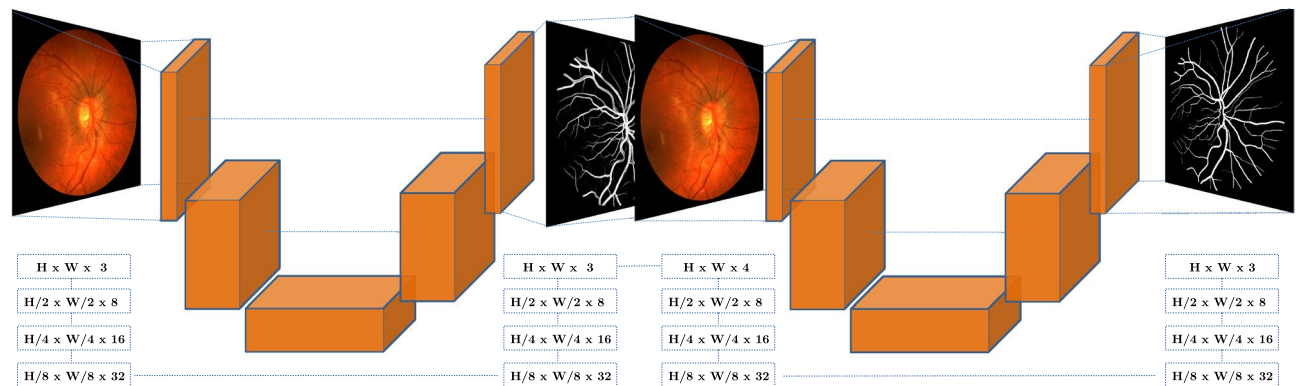 H x W x 3
H/2 x W/2 x 8
H/4 x W/4 x 16
H/8 x W/8 x 32
H x W x 3
H/2 x W/2 x 8
H/4 x W/4 x 16
H/8 x W/8 x 32
H x W x 4
H/2 x W/2 x 8
H/4 x W/4 x 16
H/8 x W/8 x 32
H x W x 3
H/2 x W/2 x 8
H/4 x W/4 x 16
H/8 x W/8 x 32